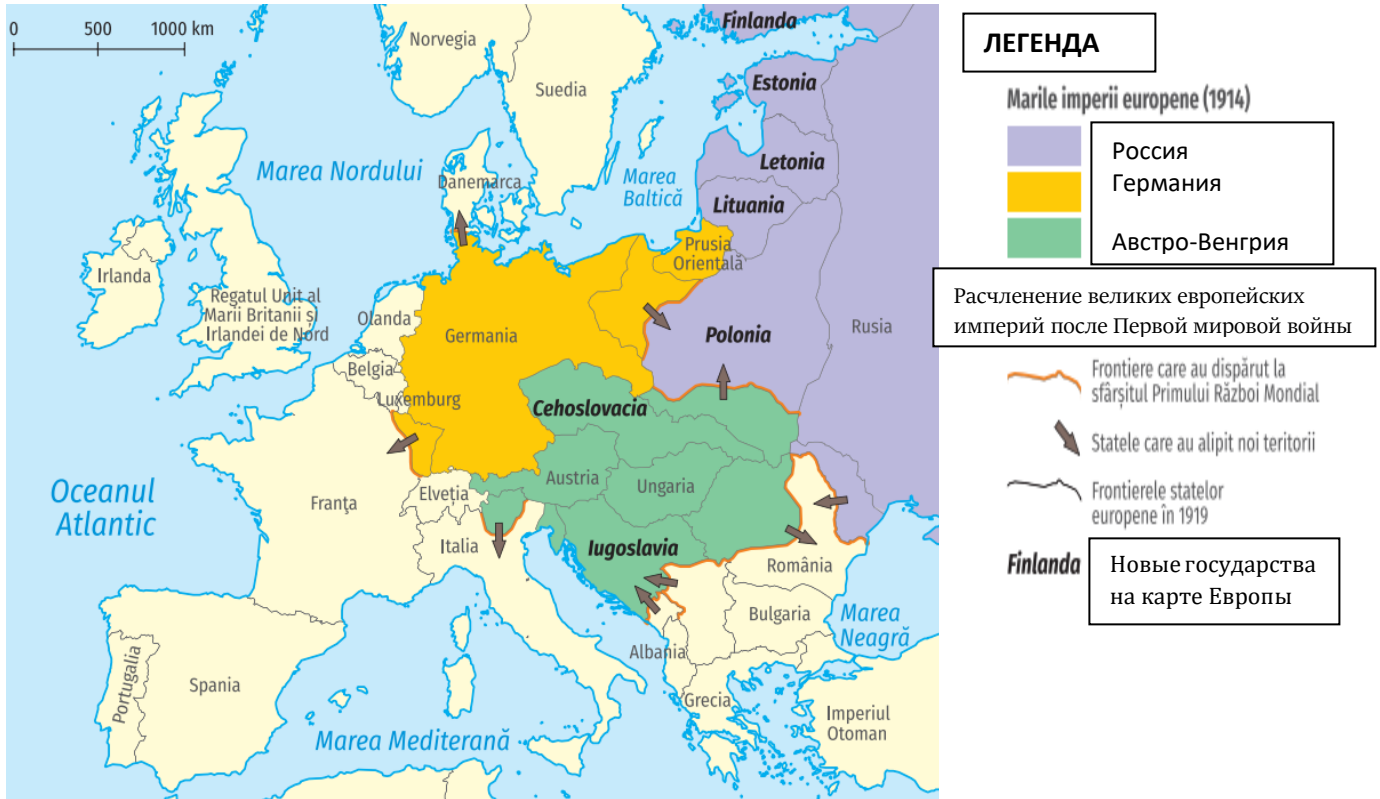 0 500 1000 km
Norvegia
Finlanda
Suedia
Estonia
Letonia
Lituania
Marea Nordului
Marea
Baltică
Danemarca
Prusia
Orientală
Irlanda
Regatul Unit al
Marii Britanii și
Irlandei de Nord
Olanda
Germania
Polonia
Rusia
Belgia
Luxemburg
Cehoslovacia
Oceanul
Atlantic
Franţa
Elveția
Austria
Ungaria
Italia
Iugoslavia
România
Bulgaria
Marea
Neagră
Albania
Grecia
Imperiul
Otoman
Portugalia
Spania
Marea Mediterană
ЛЕГЕНДА
Marile imperii europene (1914)
Россия
Германия
Австро-Венгрия
Расчленение великих европейских
империй после Первой мировой войны
Frontiere care au dispărut la
sfârșitul Primului Război Mondial
Statele care au alipit noi teritorii
Frontierele statelor
europene în 1919
Finlanda
Новые государства
на карте Европы